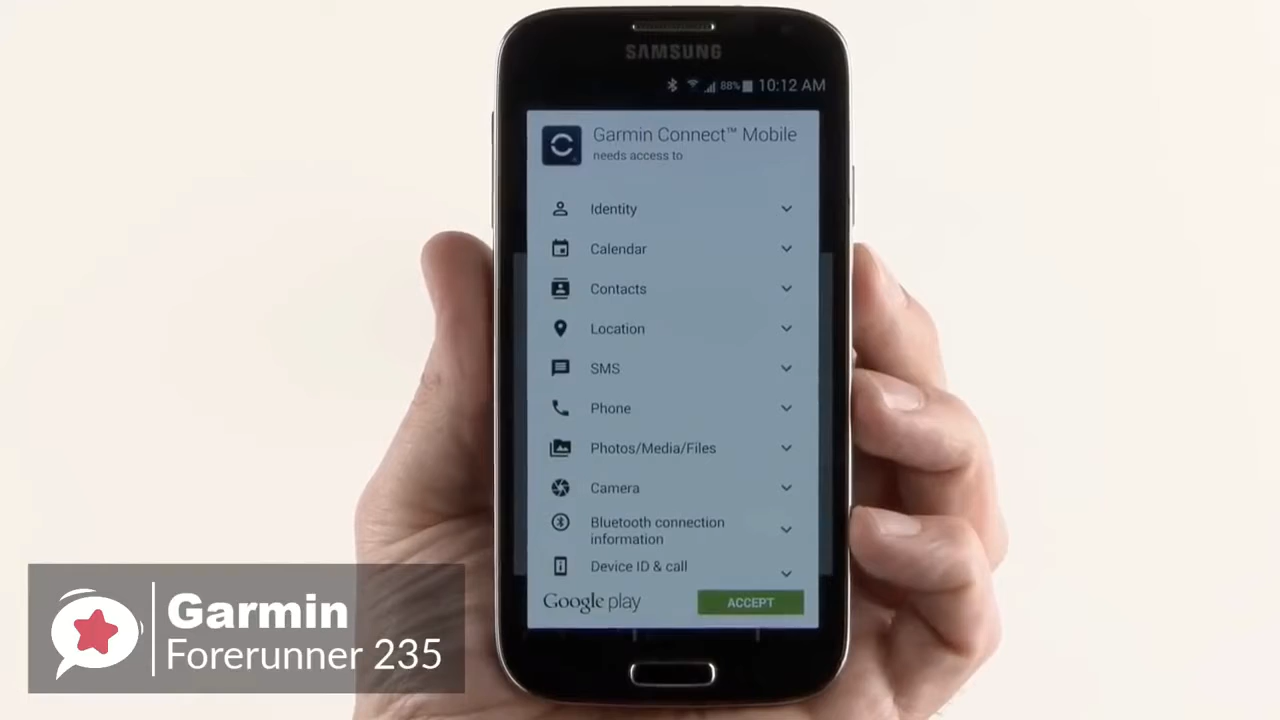 SAMSUNG
88% 10:12 AM
Garmin Connect™ Mobile
needs access to
Identity
Calendar
Contacts
Location
SMS
Phone
Photos/Media/Files
Camera
Bluetooth connection
information
Device ID & call
Google play
ACCEPT
Garmin
Forerunner 235